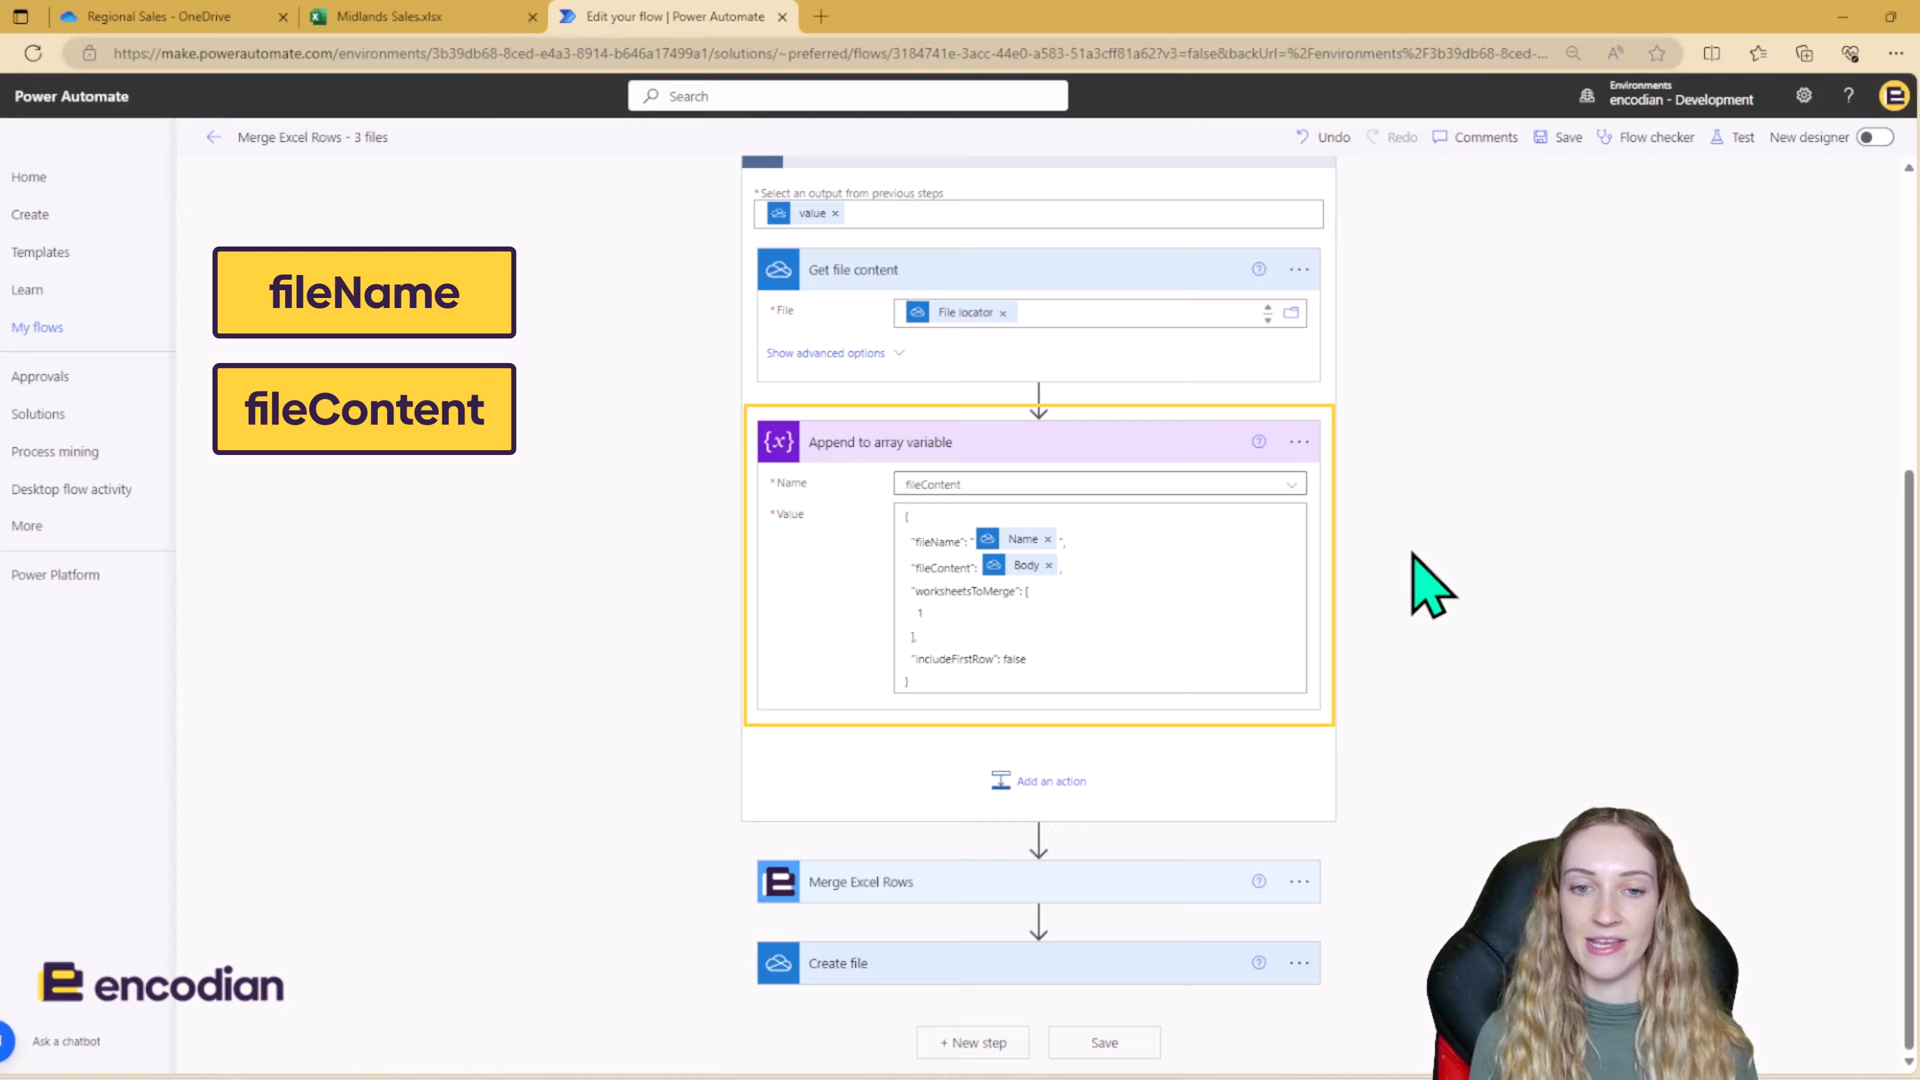 Regional Sales - OneDrive
Midlands Sales.xlsx
Edit your flow | Power Automate
https://make.powerautomate.com/environments/3b39db68-8ced-e4a3-8914-b646a17499a1/solutions/~preferred/flows/3184741e-3acc-44e0-a583-51a3cff81a62?v3=false&backUrl=%2Fenvironments%2F3b39db68-8ced-...
Power Automate
Search
Environments
encodian - Development
?
Merge Excel Rows - 3 files
Undo
Redo
Comments
Save
Flow checker
Test
New designer
Home
Create
Templates
Learn
My flows
Approvals
Solutions
Process mining
Desktop flow activity
More
Power Platform
fileName
fileContent
* Select an output from previous steps
value ×
Get file content
* File
File locator ×
Show advanced options
{x} Append to array variable
* Name
fileContent
* Value
{
"fileName": " Name × ",
"fileContent": Body × ,
"worksheetsToMerge": [
1
],
"includeFirstRow": false
}
Add an action
Merge Excel Rows
Create file
+ New step
Save
encodian
Ask a chatbot